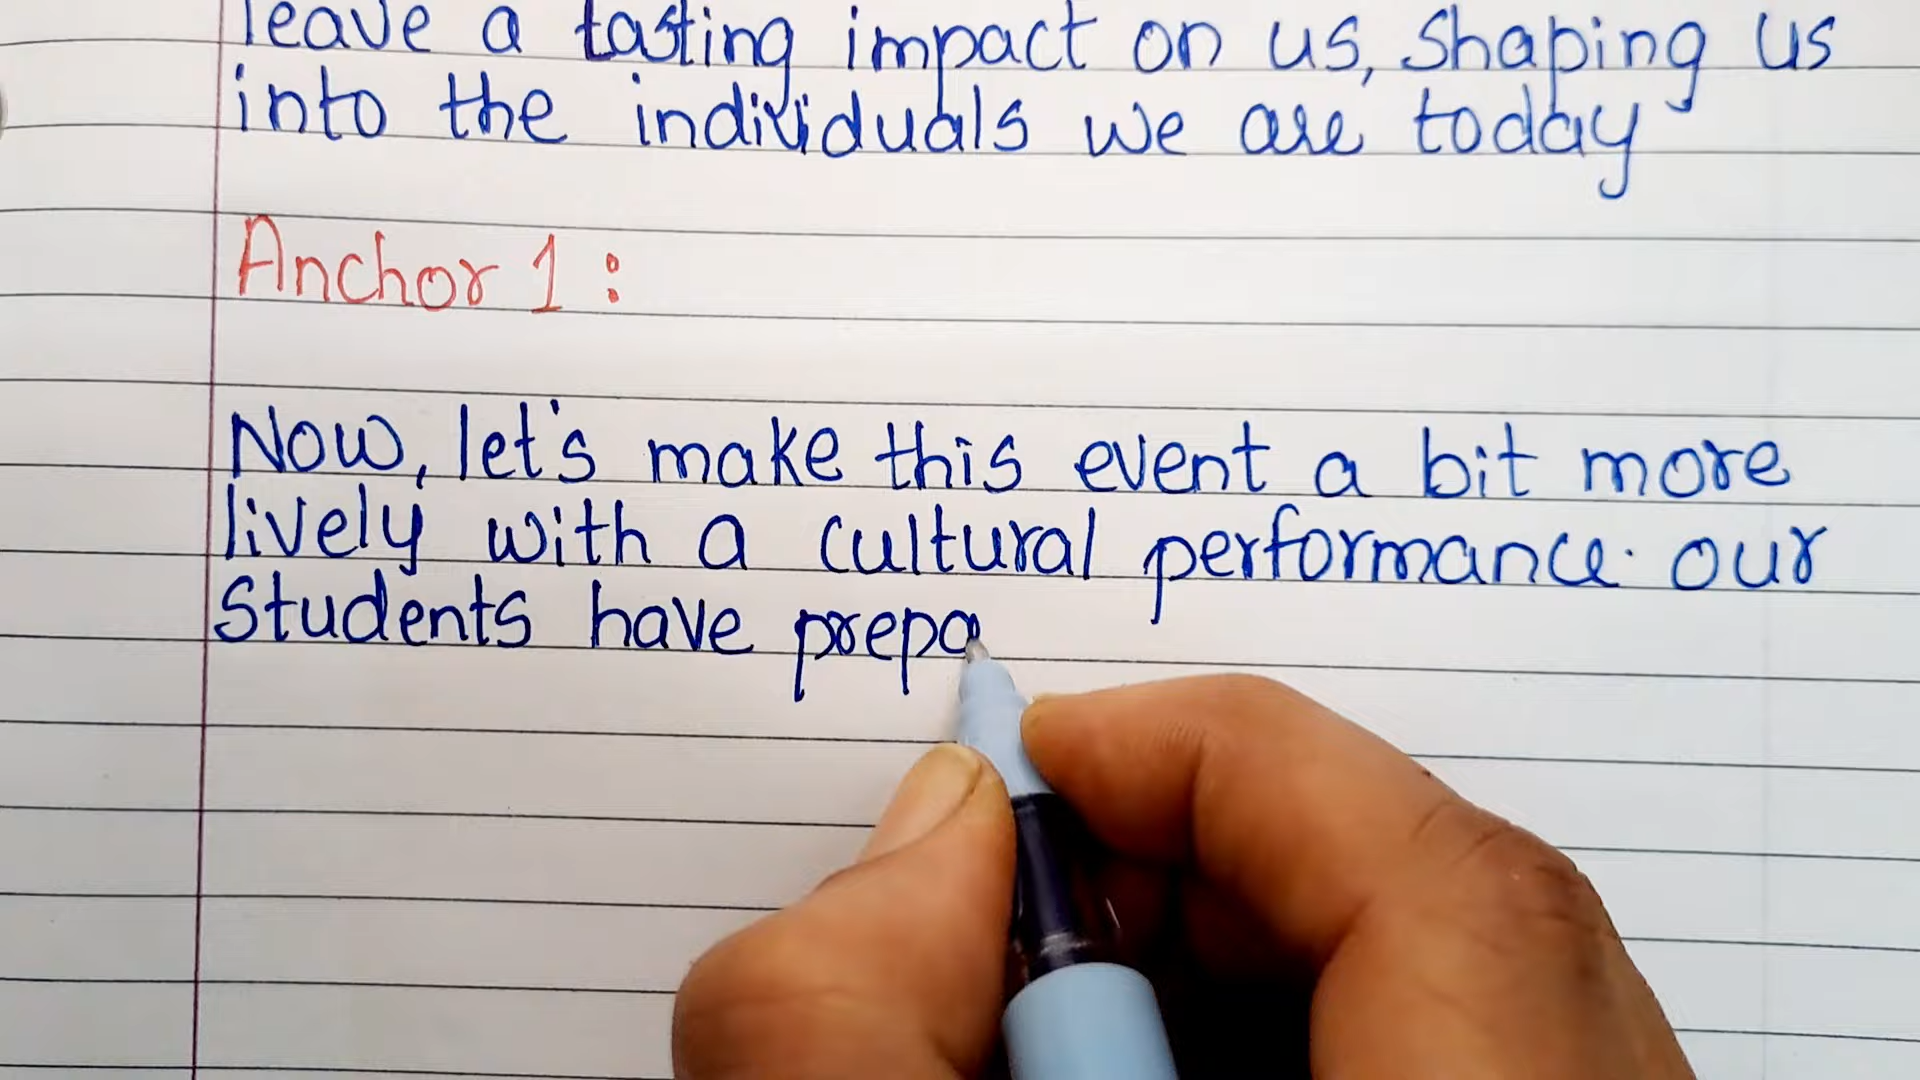 leave a tasting impact on us, shaping us
into the individuals we are today
Anchor 1 :
Now, let's make this event a bit more
lively with a cultural performance. our
Students have prepa